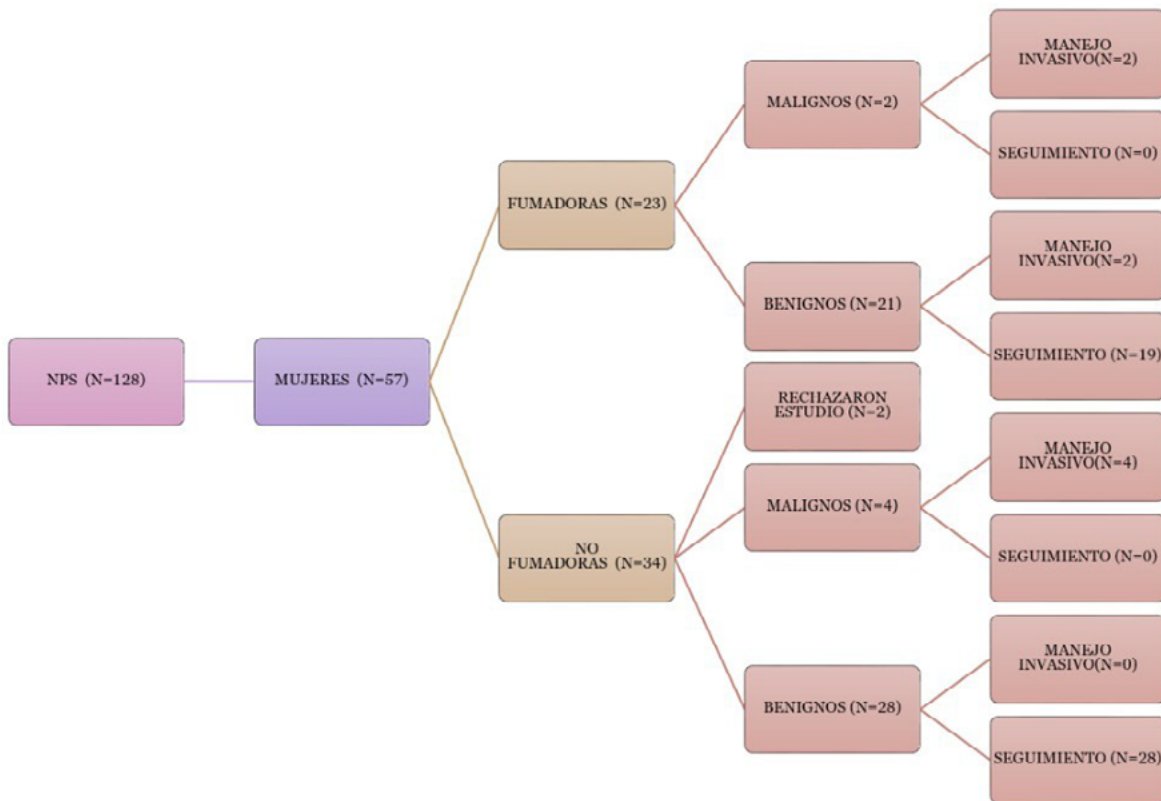 NPS (N=128)
MUJERES (N=57)
FUMADORAS (N=23)
MALIGNOS (N=2)
MANEJO
INVASIVO(N=2)
SEGUIMIENTO (N=0)
BENIGNOS (N=21)
MANEJO
INVASIVO(N=2)
SEGUIMIENTO (N=19)
NO
FUMADORAS (N=34)
RECHAZARON
ESTUDIO (N=2)
MALIGNOS (N=4)
MANEJO
INVASIVO(N=4)
SEGUIMIENTO (N=0)
BENIGNOS (N=28)
MANEJO
INVASIVO(N=0)
SEGUIMIENTO (N=28)